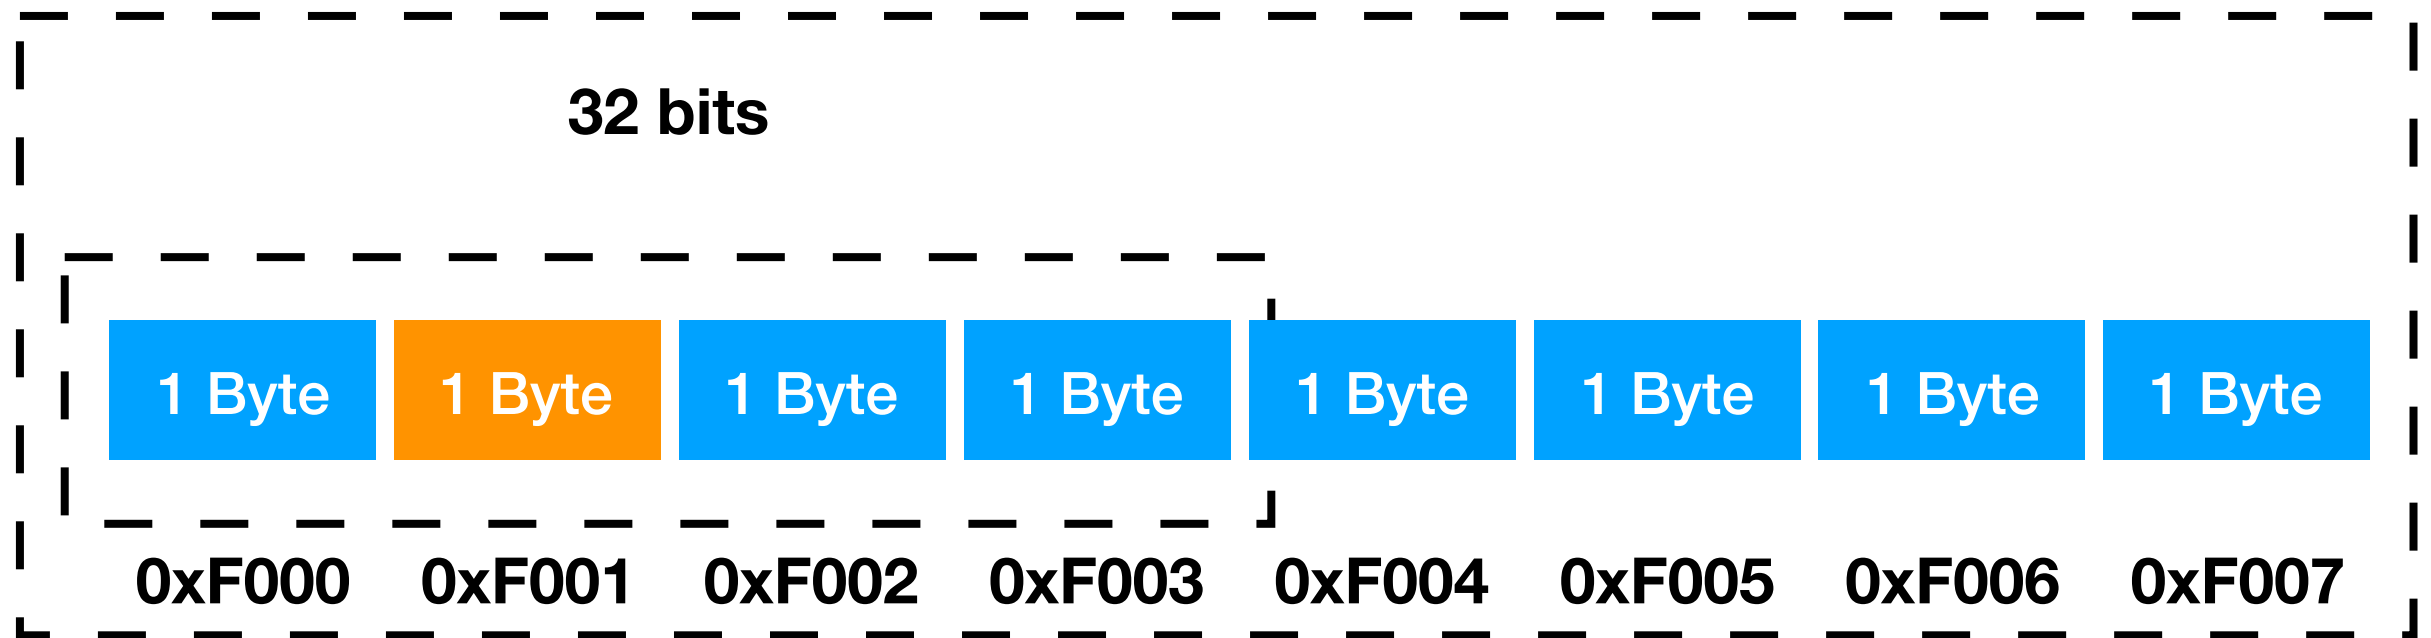 32 bits
1 Byte 1 Byte 1 Byte 1 Byte 1 Byte 1 Byte 1 Byte 1 Byte
0xF000 0xF001 0xF002 0xF003 0xF004 0xF005 0xF006 0xF007